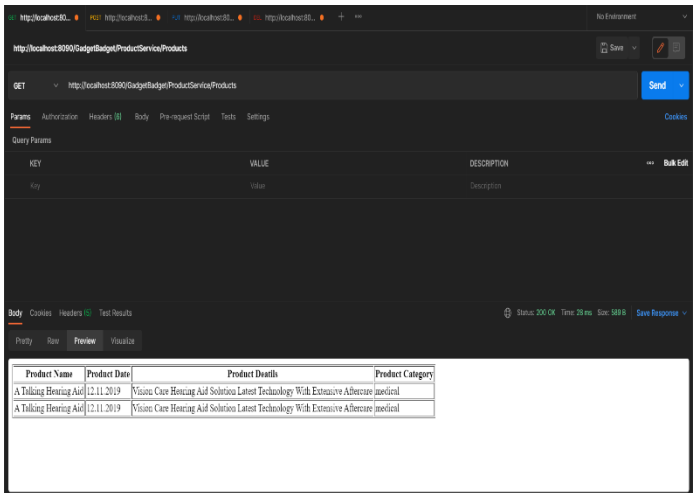 GET http://localhost:80... POST http://localhost:8... PUT http://localhost:80... DEL http://localhost:80... + ooo No Environment
http://localhost:8090/GadgetBadget/ProductService/Products Save
GET http://localhost:8090/GadgetBadget/ProductService/Products Send
Params Authorization Headers (6) Body Pre-request Script Tests Settings Cookies
Query Params
KEY VALUE DESCRIPTION ooo Bulk Edit
Key Value Description
Body Cookies Headers (5) Test Results Status: 200 OK Time: 28 ms Size: 589 B Save Response
Pretty Raw Preview Visualize
Product Name Product Date Product Deatils Product Category
A Talking Hearing Aid 12.11.2019 Vision Care Hearing Aid Solution Latest Technology With Extensive Aftercare medical
A Talking Hearing Aid 12.11.2019 Vision Care Hearing Aid Solution Latest Technology With Extensive Aftercare medical